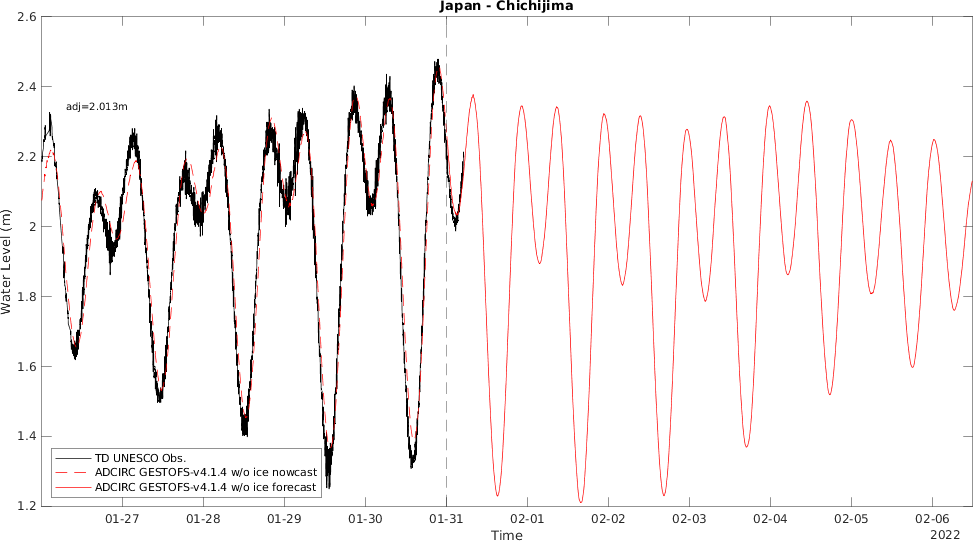 Japan - Chichijima
2.6
2.4
2.2
2
1.8
1.6
1.4
1.2
Water Level (m)
adj=2.013m
TD UNESCO Obs.
ADCIRC GESTOFS-v4.1.4 w/o ice nowcast
ADCIRC GESTOFS-v4.1.4 w/o ice forecast
01-27 01-28 01-29 01-30 01-31 02-01 02-02 02-03 02-04 02-05 02-06
Time
2022